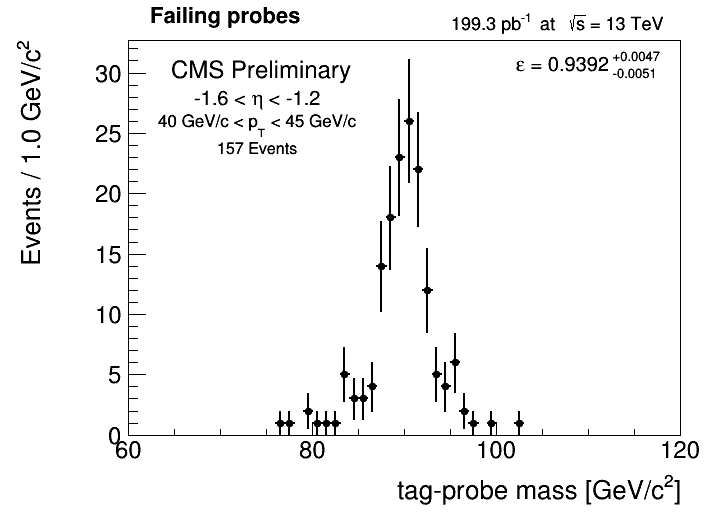 Failing probes
199.3 pb⁻¹ at √s = 13 TeV
CMS Preliminary
-1.6 < η < -1.2
40 GeV/c < p_T < 45 GeV/c
157 Events
ε = 0.9392 +0.0047 -0.0051
Events / 1.0 GeV/c²
30
25
20
15
10
5
0
60 80 100 120
tag-probe mass [GeV/c²]